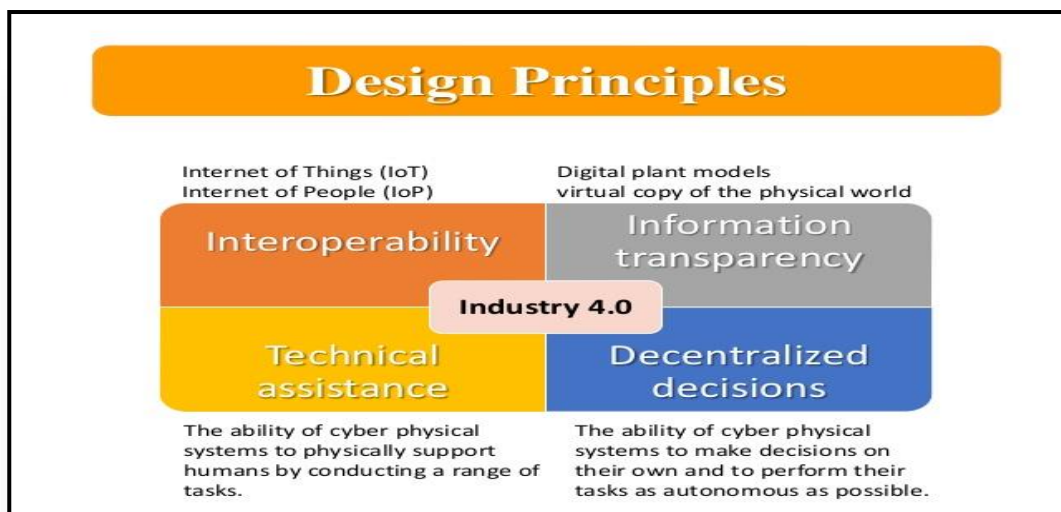 Design Principles
Internet of Things (IoT)
Internet of People (IoP)
Digital plant models
virtual copy of the physical world
Interoperability
Information
transparency
Industry 4.0
Technical
assistance
Decentralized
decisions
The ability of cyber physical
systems to physically support
humans by conducting a range of
tasks.
The ability of cyber physical
systems to make decisions on
their own and to perform their
tasks as autonomous as possible.